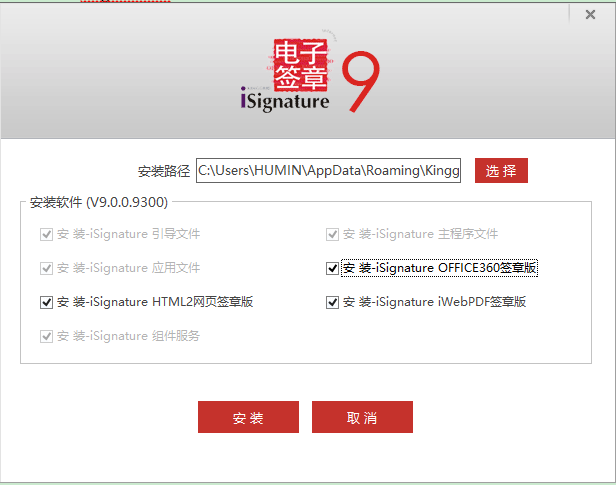 电子
签章
iSignature 9
安装路径 C:\Users\HUMIN\AppData\Roaming\Kingg 选 择
安装软件 (V9.0.0.9300)
安 装-iSignature 引导文件
安 装-iSignature 主程序文件
安 装-iSignature 应用文件
安 装-iSignature OFFICE360签章版
安 装-iSignature HTML2网页签章版
安 装-iSignature iWebPDF签章版
安 装-iSignature 组件服务
安 装
取 消